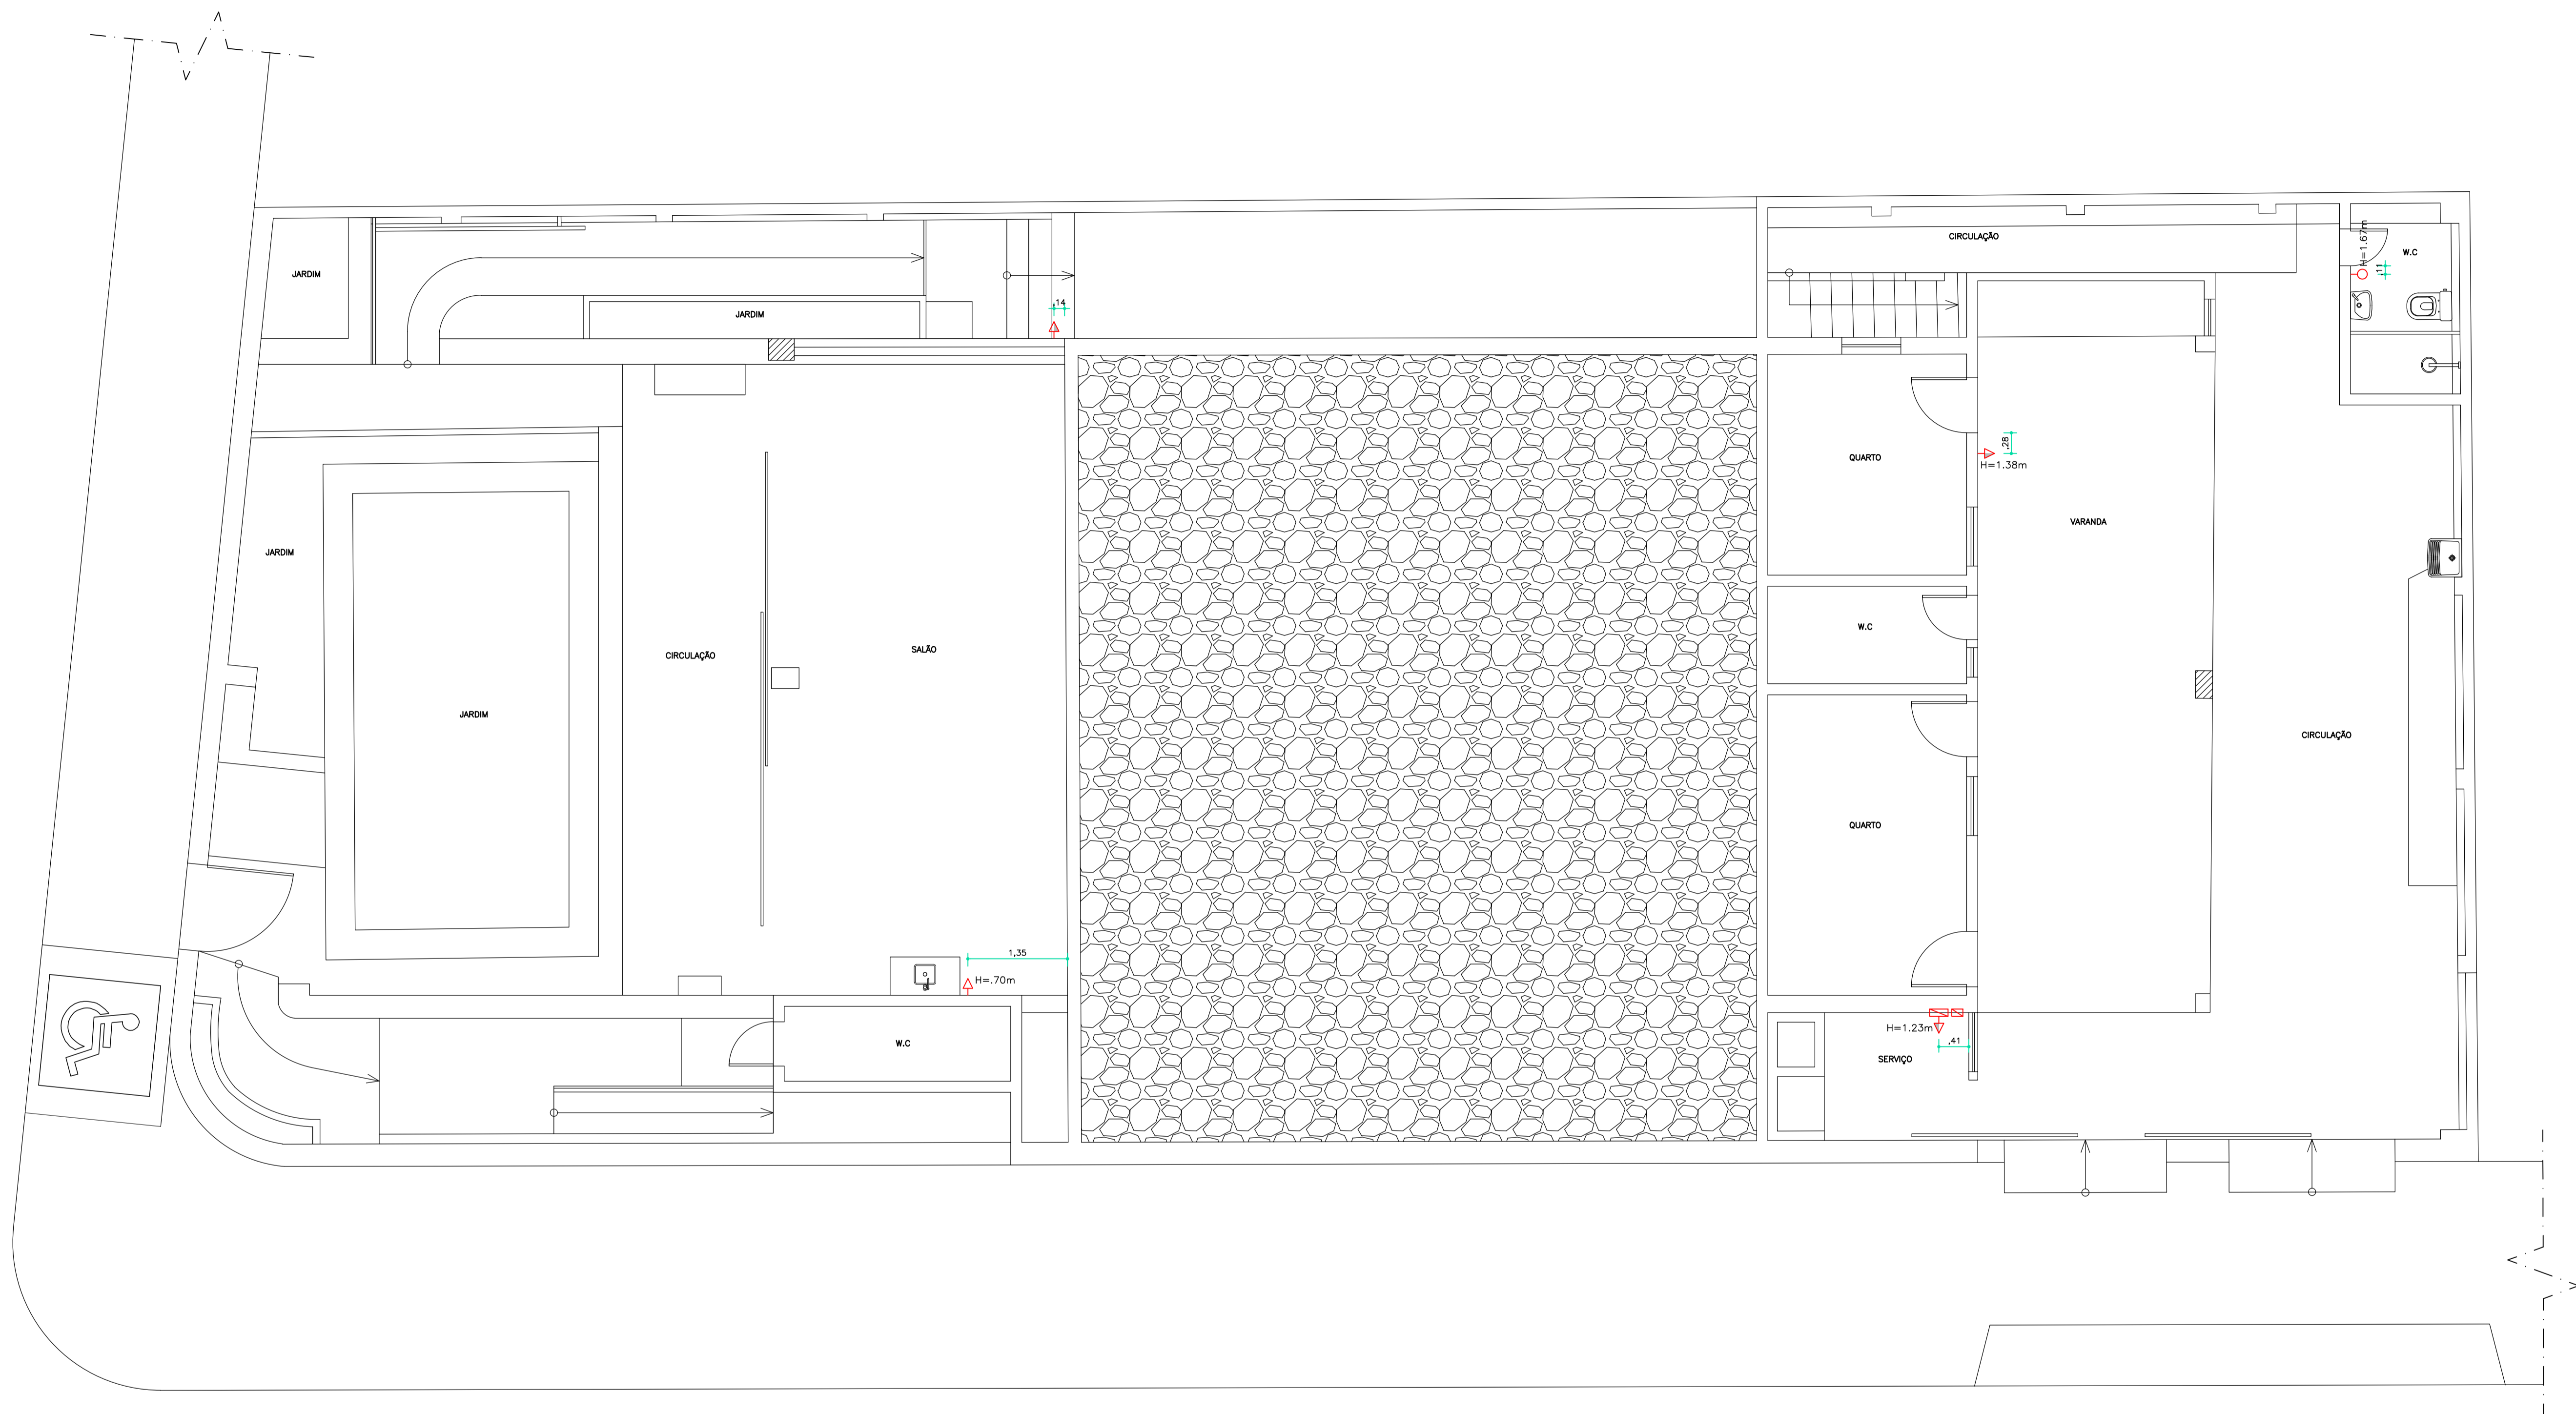 CIRCULAÇÃO
H=1.67m
W.C
,11
JARDIM
,14
JARDIM
,28
QUARTO
H=1.38m
VARANDA
JARDIM
W.C
SALÃO
CIRCULAÇÃO
JARDIM
CIRCULAÇÃO
QUARTO
1,35
H=.70m
H=1.23m
,41
W.C
SERVIÇO